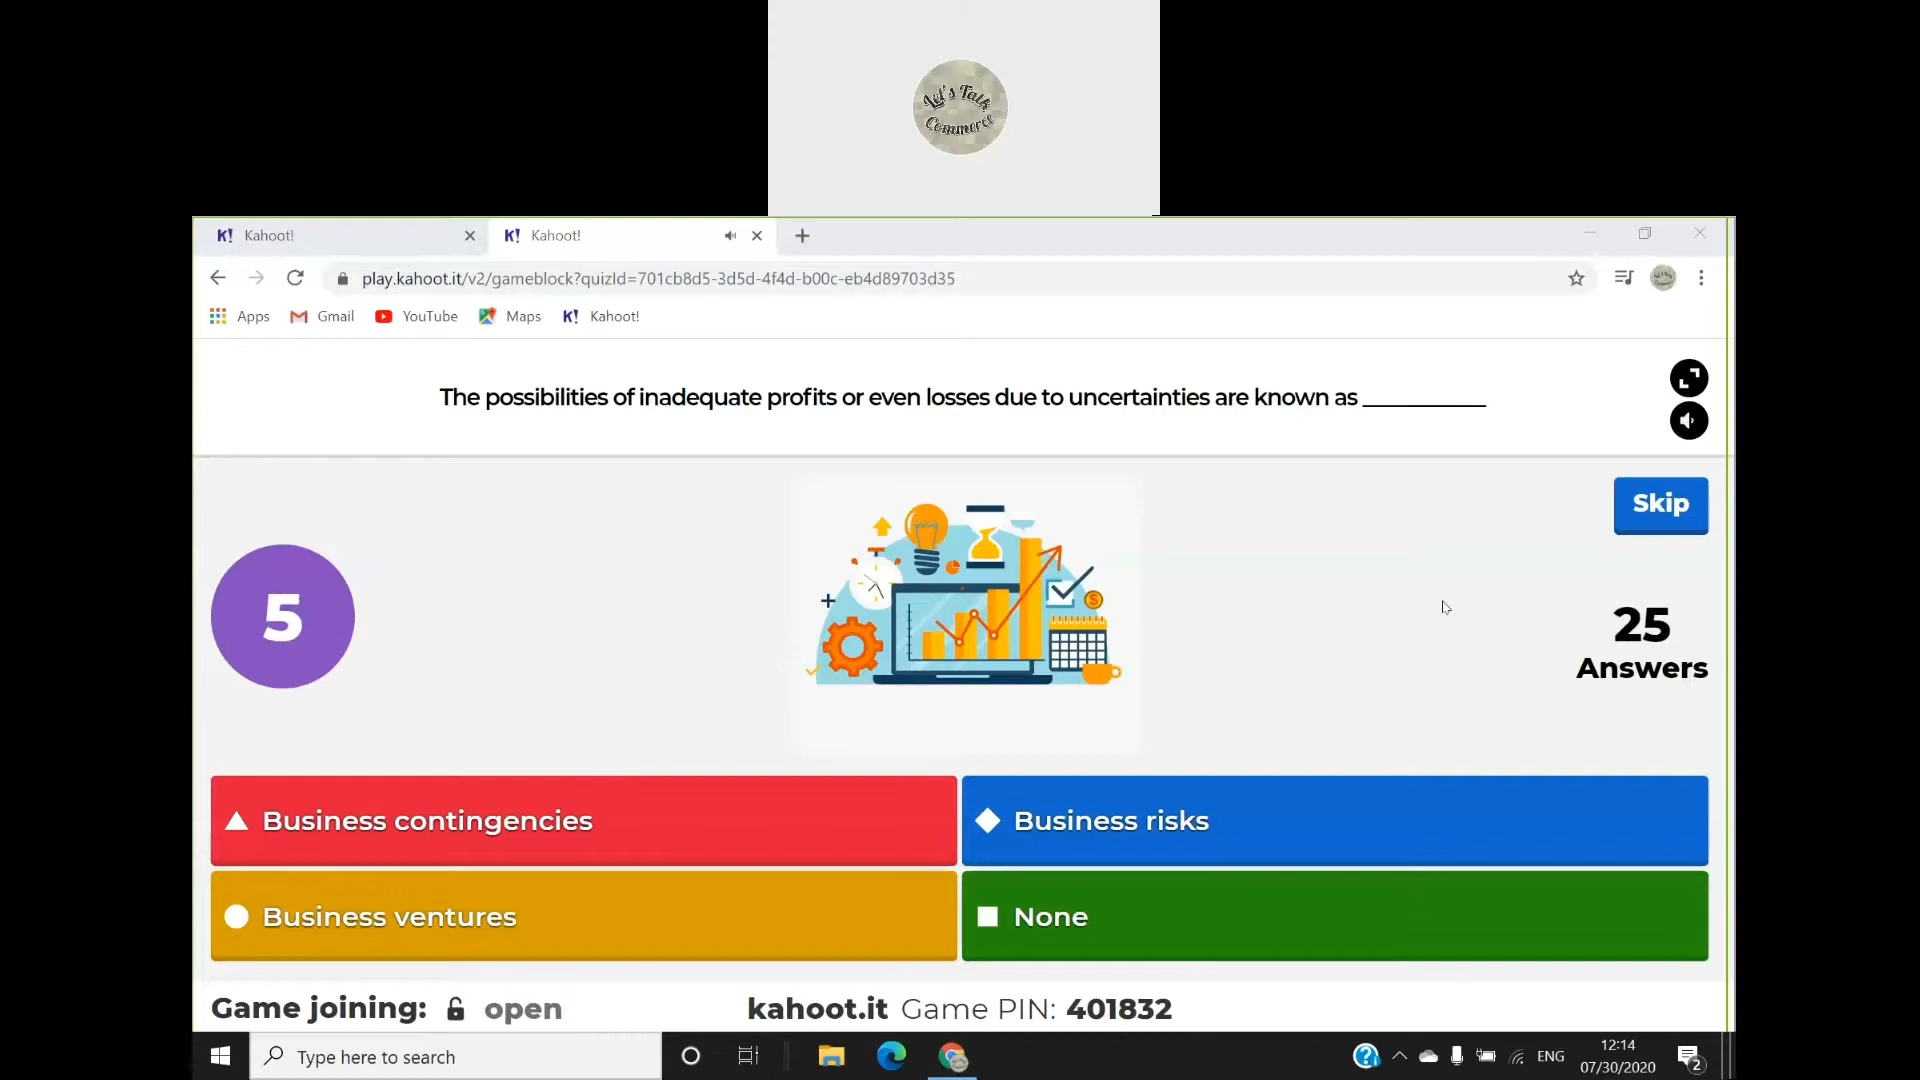 Let's Talk
Commerce
K! Kahoot!
K! Kahoot!
play.kahoot.it/v2/gameblock?quizId=701cb8d5-3d5d-4f4d-b00c-eb4d89703d35
Apps Gmail YouTube Maps K! Kahoot!
The possibilities of inadequate profits or even losses due to uncertainties are known as ___________
Skip
5
25
Answers
Business contingencies
Business risks
Business ventures
None
Game joining: open kahoot.it Game PIN: 401832
Type here to search
ENG
12:14
07/30/2020
2